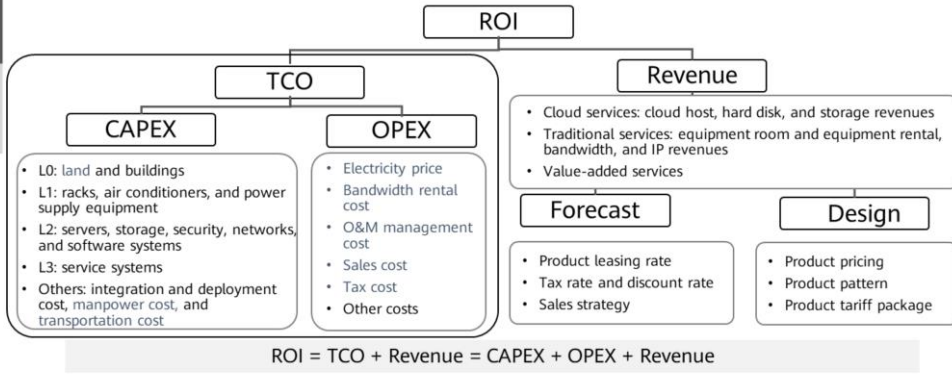 ROI
TCO
CAPEX
• L0: land and buildings
• L1: racks, air conditioners, and power
supply equipment
• L2: servers, storage, security, networks,
and software systems
• L3: service systems
• Others: integration and deployment
cost, manpower cost, and
transportation cost
OPEX
• Electricity price
• Bandwidth rental
cost
• O&M management
cost
• Sales cost
• Tax cost
• Other costs
Revenue
• Cloud services: cloud host, hard disk, and storage revenues
• Traditional services: equipment room and equipment rental,
bandwidth, and IP revenues
• Value-added services
Forecast
• Product leasing rate
• Tax rate and discount rate
• Sales strategy
Design
• Product pricing
• Product pattern
• Product tariff package
ROI = TCO + Revenue = CAPEX + OPEX + Revenue